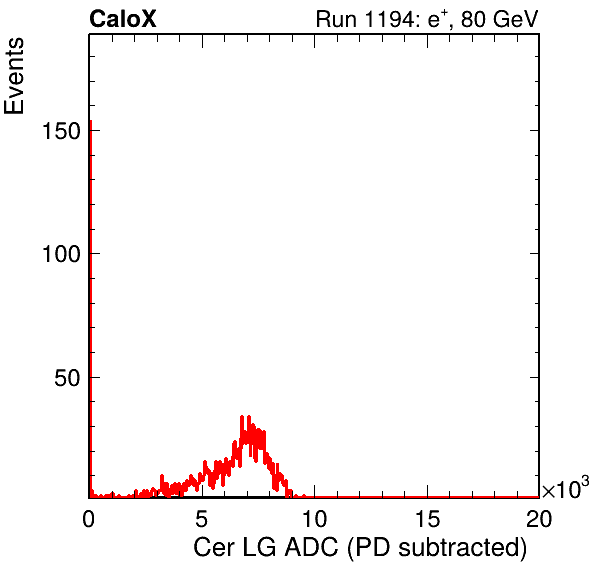 CaloX
Run 1194: e⁺, 80 GeV
Events
150
100
50
0 5 10 15 20
×10³
Cer LG ADC (PD subtracted)